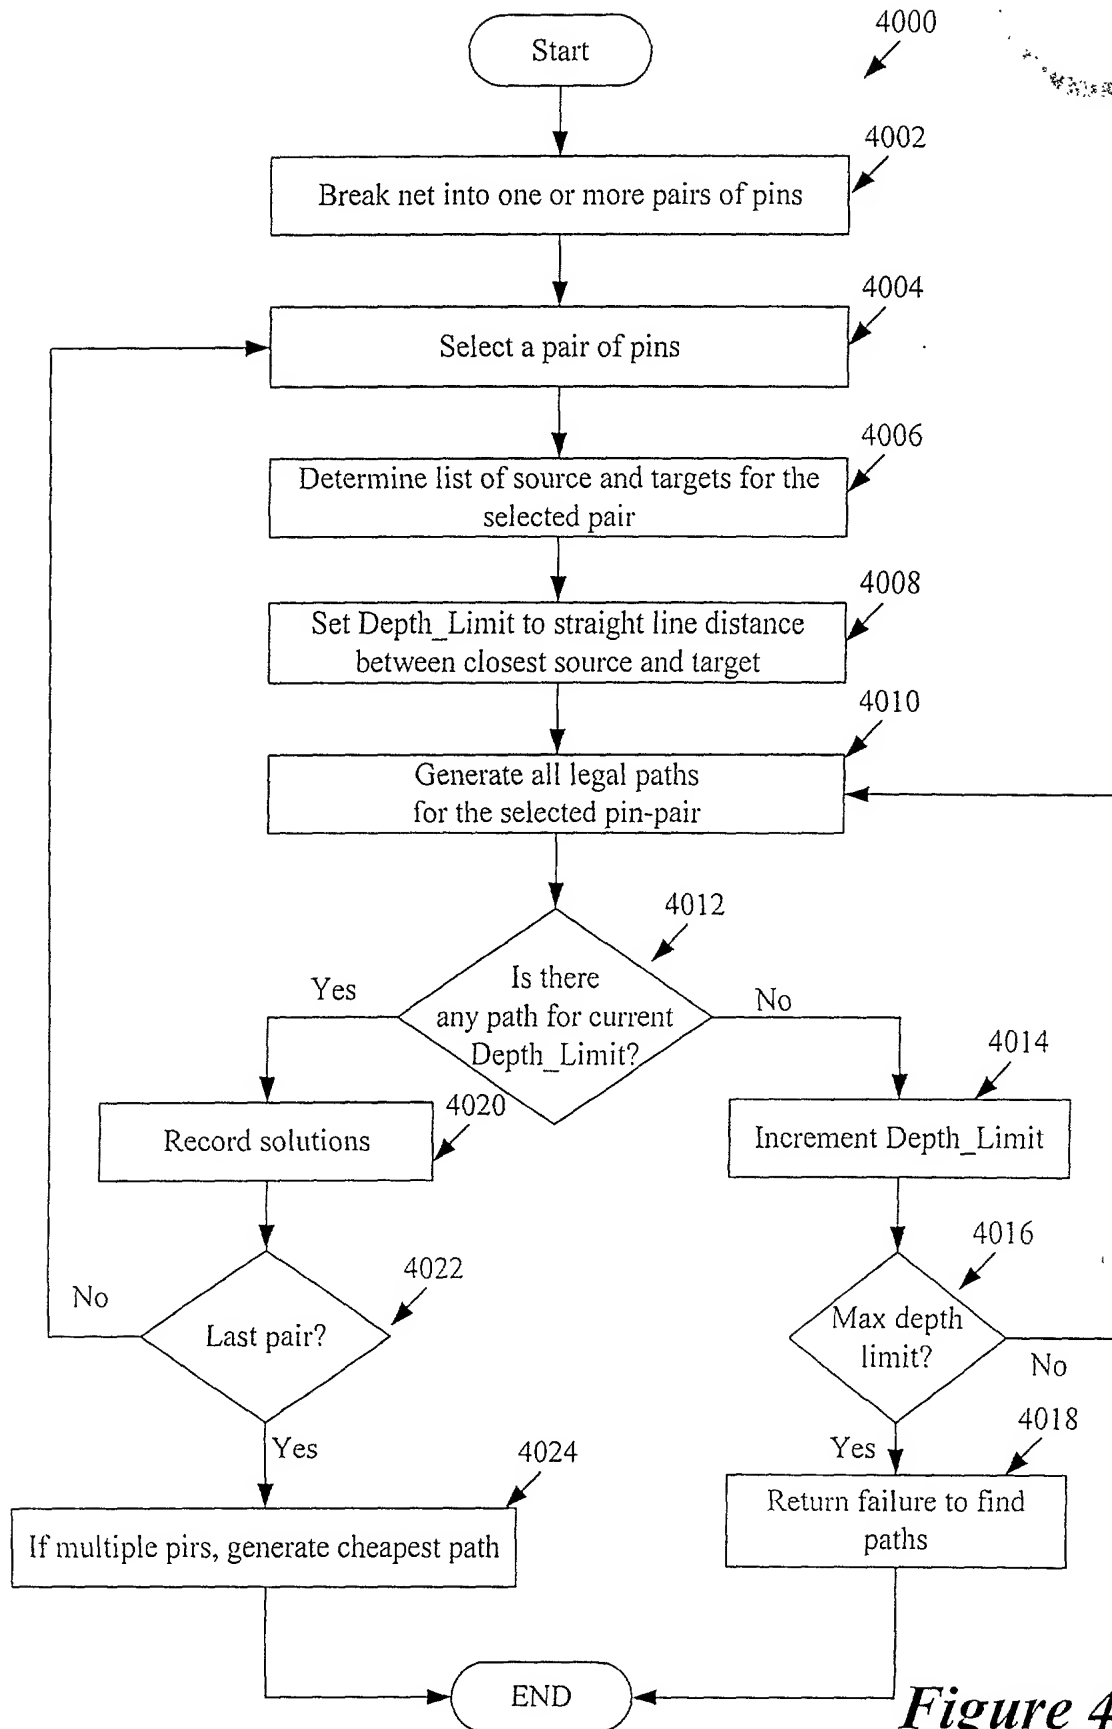 4000
Start
4002
Break net into one or more pairs of pins
4004
Select a pair of pins
4006
Determine list of source and targets for the
selected pair
4008
Set Depth_Limit to straight line distance
between closest source and target
4010
Generate all legal paths
for the selected pin-pair
4012
Is there
any path for current
Depth_Limit?
Yes
No
4014
Increment Depth_Limit
4020
Record solutions
4016
Max depth
limit?
No
4022
Last pair?
No
Yes
4018
Return failure to find
paths
Yes
4024
If multiple pirs, generate cheapest path
END
Figure 4